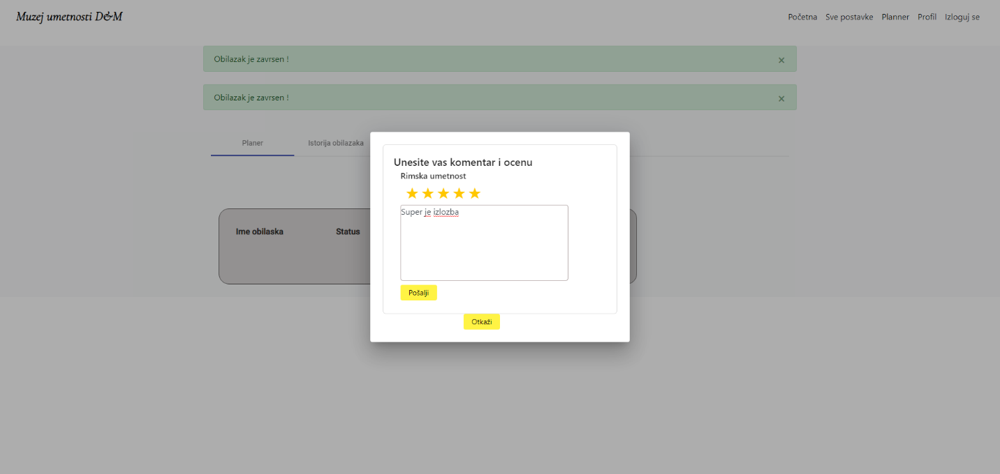 Muzej umetnosti D&M
Početna Sve postavke Planner Profil Izloguj se
Obilazak je zavrsen ! ×
Obilazak je zavrsen ! ×
Planer Istorija obilazaka
Unesite vas komentar i ocenu
Rimska umetnost
Super je izlozba
Ime obilaska Status
Pošalji
Otkaži